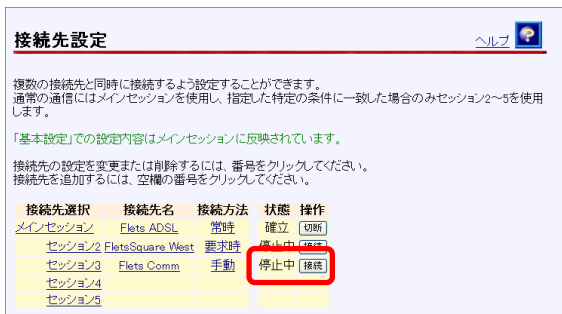 接続先設定 ヘルプ
複数の接続先と同時に接続するよう設定することができます。
通常の通信にはメインセッションを使用し、指定した特定の条件に一致した場合のみセッション2～5を使用
します。
「基本設定」での設定内容はメインセッションに反映されています。
接続先の設定を変更または削除するには、番号をクリックしてください。
接続先を追加するには、空欄の番号をクリックしてください。
接続先選択 接続先名 接続方法 状態 操作
メインセッション Flets ADSL 常時 確立 切断
セッション2 FletsSquare West 要求時 停止中 接続
セッション3 Flets Comm 手動 停止中 接続
セッション4
セッション5